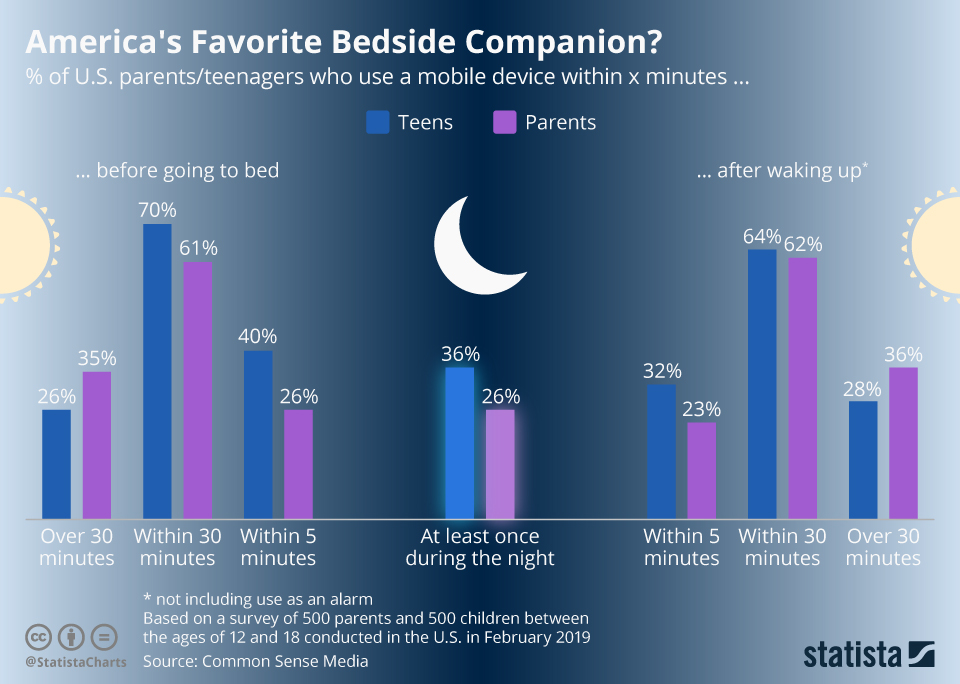 America's Favorite Bedside Companion?
% of U.S. parents/teenagers who use a mobile device within x minutes ...
Teens
Parents
... before going to bed
26%
35%
70%
61%
40%
26%
Over 30
minutes
Within 30
minutes
Within 5
minutes
36%
26%
At least once
during the night
... after waking up*
32%
23%
64%
62%
28%
36%
Within 5
minutes
Within 30
minutes
Over 30
minutes
* not including use as an alarm
Based on a survey of 500 parents and 500 children between
the ages of 12 and 18 conducted in the U.S. in February 2019
Source: Common Sense Media
cc
@StatistaCharts
statista